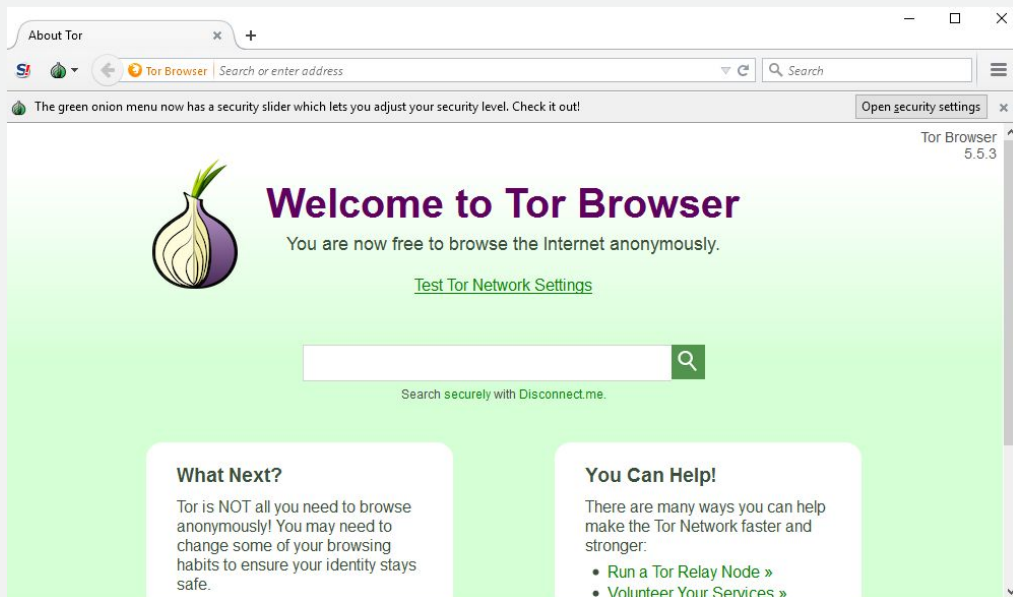 About Tor
S!
Tor Browser Search or enter address Search
The green onion menu now has a security slider which lets you adjust your security level. Check it out! Open security settings
Tor Browser
5.5.3
Welcome to Tor Browser
You are now free to browse the Internet anonymously.
Test Tor Network Settings
Search securely with Disconnect.me.
What Next?
Tor is NOT all you need to browse
anonymously! You may need to
change some of your browsing
habits to ensure your identity stays
safe.
You Can Help!
There are many ways you can help
make the Tor Network faster and
stronger:
• Run a Tor Relay Node »
• Volunteer Your Services »